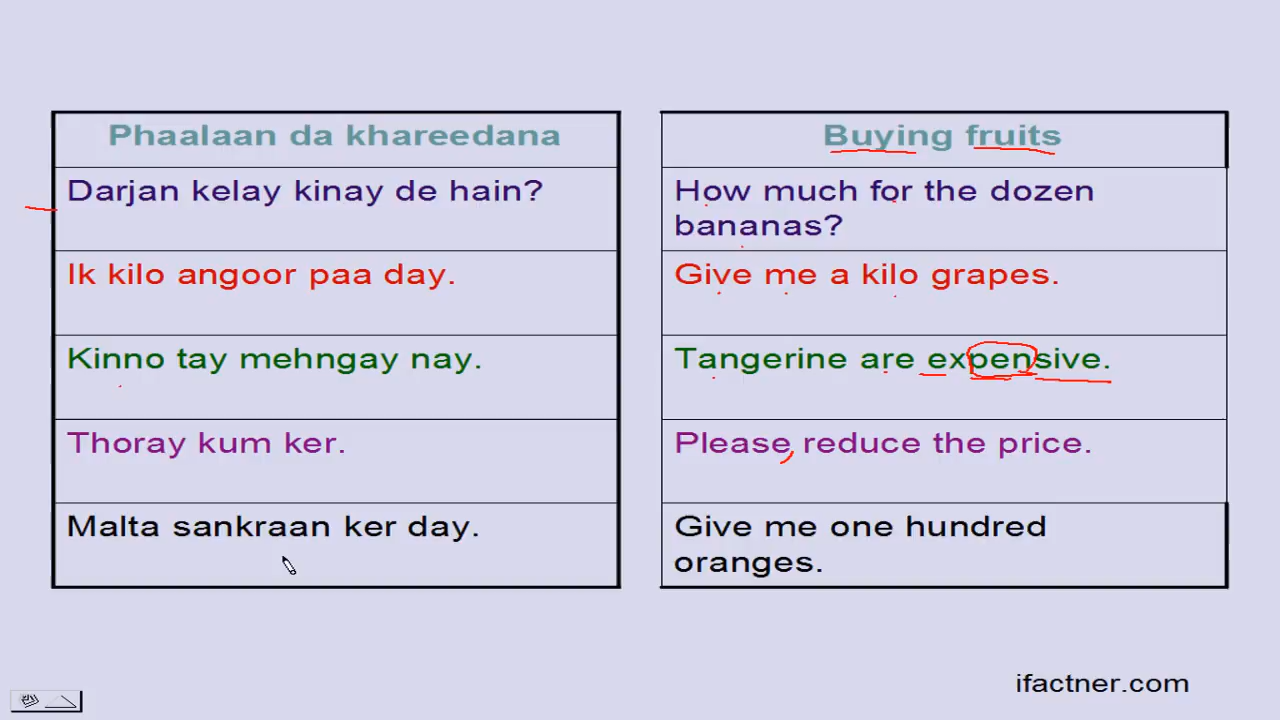 Phaalaan da khareedana
Darjan kelay kinay de hain?
Ik kilo angoor paa day.
Kinno tay mehngay nay.
Thoray kum ker.
Malta sankraan ker day.
Buying fruits
How much for the dozen
bananas?
Give me a kilo grapes.
Tangerine are expensive.
Please, reduce the price.
Give me one hundred
oranges.
ifactner.com